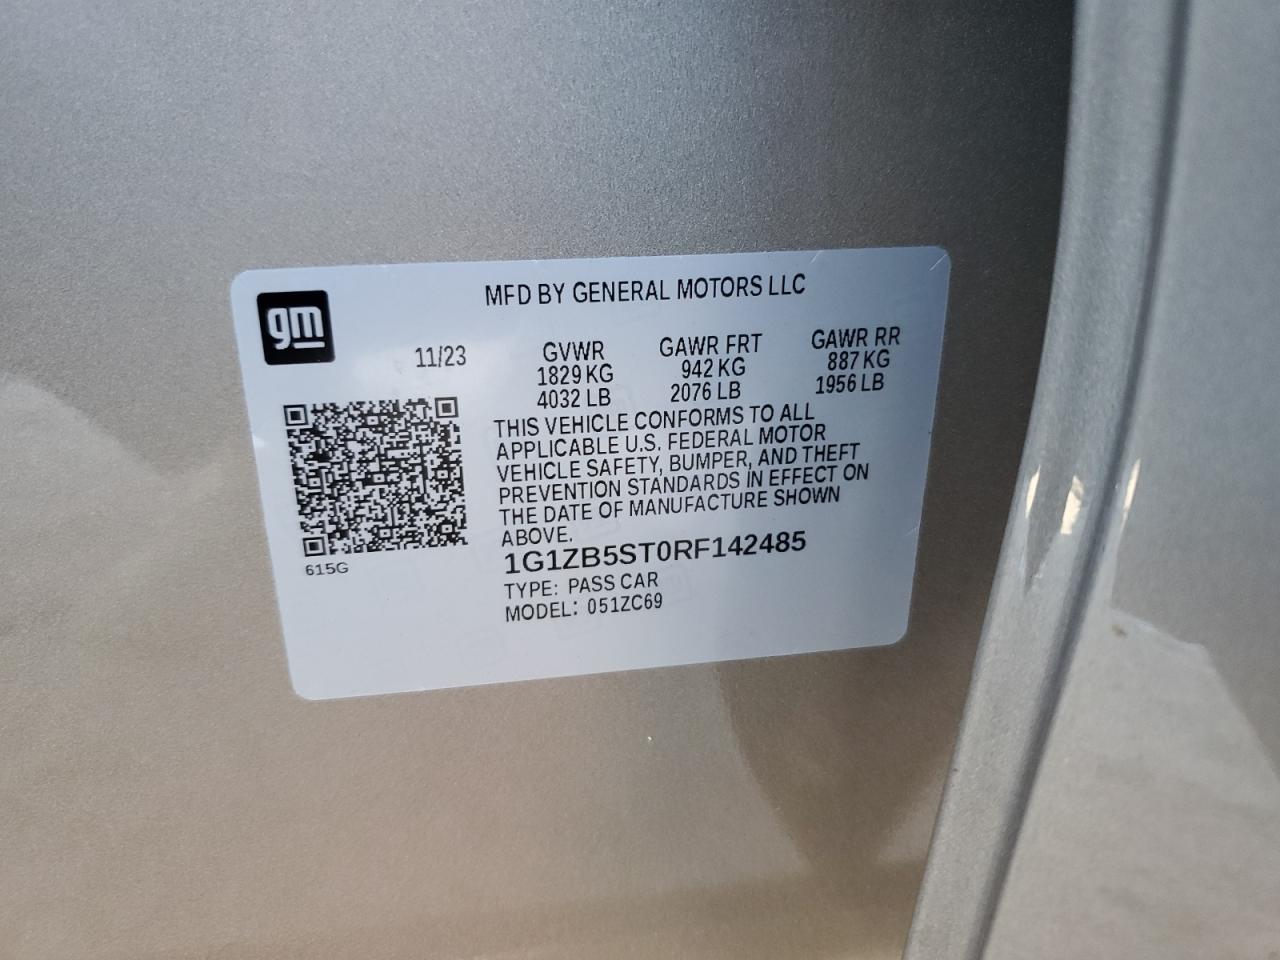 gm
MFD BY GENERAL MOTORS LLC
11/23
GVWR
1829 KG
4032 LB
GAWR FRT
942 KG
2076 LB
GAWR RR
887 KG
1956 LB
THIS VEHICLE CONFORMS TO ALL
APPLICABLE U.S. FEDERAL MOTOR
VEHICLE SAFETY, BUMPER, AND THEFT
PREVENTION STANDARDS IN EFFECT ON
THE DATE OF MANUFACTURE SHOWN
ABOVE.
615G
1G1ZB5ST0RF142485
TYPE: PASS CAR
MODEL: 051ZC69